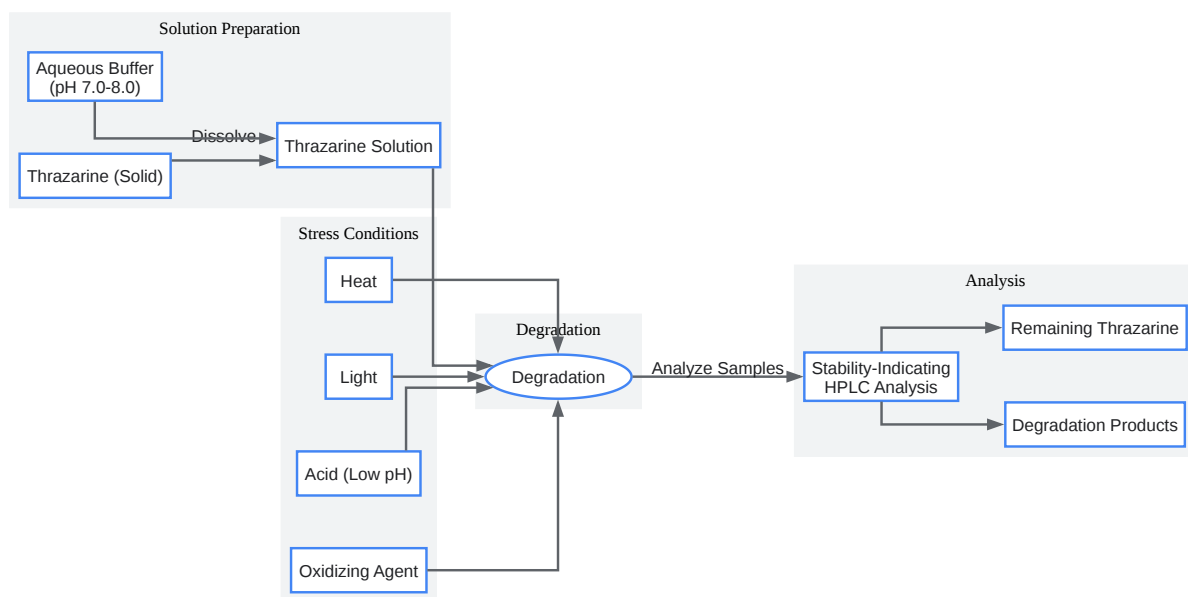 Solution Preparation
Aqueous Buffer
(pH 7.0-8.0)
Dissolve
Thrazarine Solution
Thrazarine (Solid)
Stress Conditions
Heat
Light
Acid (Low pH)
Oxidizing Agent
Degradation
Degradation
Analyze Samples
Analysis
Stability-Indicating
HPLC Analysis
Remaining Thrazarine
Degradation Products